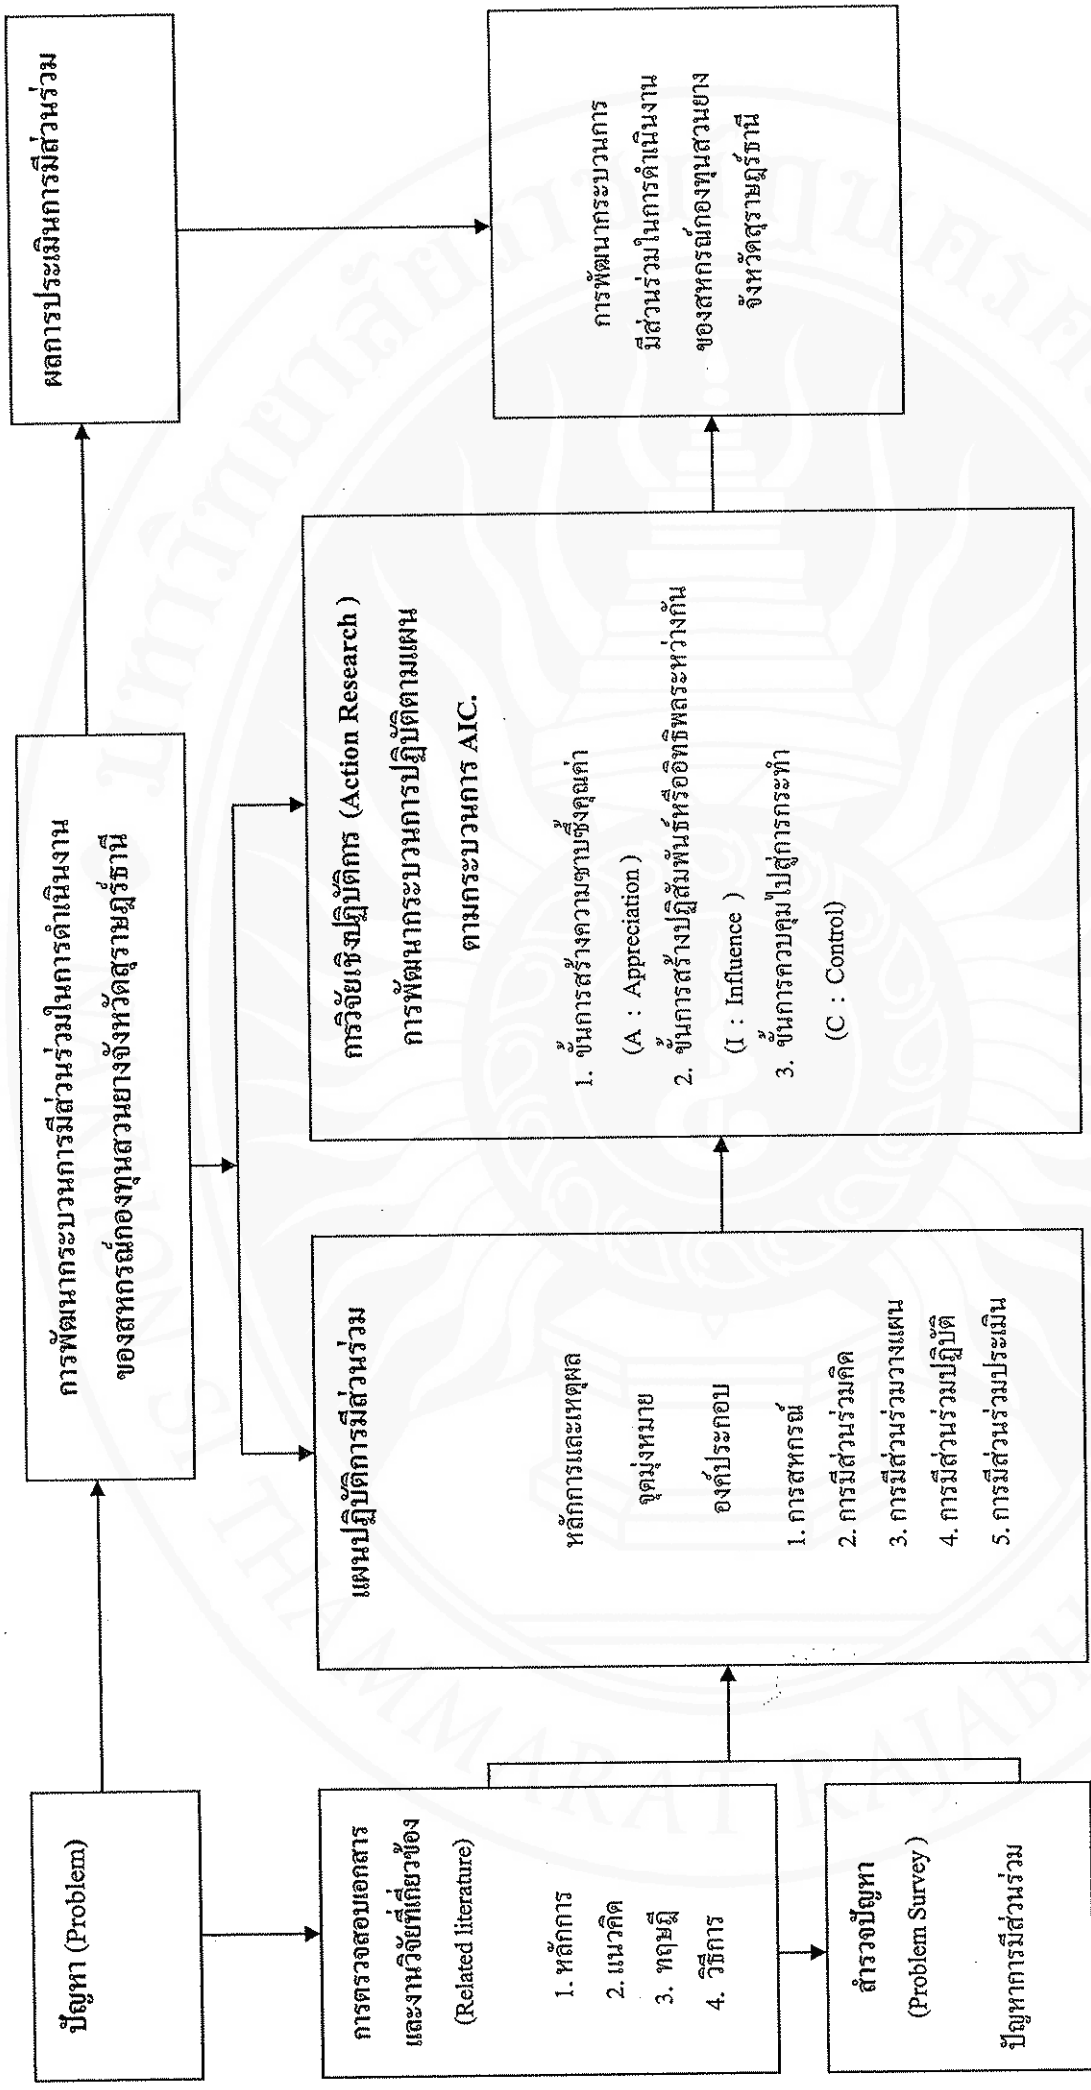 ปัญหา (Problem)
การตรวจสอบเอกสาร
และงานวิจัยที่เกี่ยวข้อง
(Related literature)
1. หลักการ
2. แนวคิด
3. ทฤษฎี
4. วิธีการ
สำรวจปัญหา
(Problem Survey )
ปัญหาการมีส่วนร่วม
การพัฒนากระบวนการมีส่วนร่วมในการดำเนินงาน
ของสหกรณ์กองทุนสวนยางจังหวัดสุราษฎร์ธานี
แผนปฏิบัติการมีส่วนร่วม
หลักการและเหตุผล
จุดมุ่งหมาย
องค์ประกอบ
1. การสหกรณ์
2. การมีส่วนร่วมคิด
3. การมีส่วนร่วมวางแผน
4. การมีส่วนร่วมปฏิบัติ
5. การมีส่วนร่วมประเมิน
การวิจัยเชิงปฏิบัติการ (Action Research )
การพัฒนากระบวนการปฏิบัติตามแผน
ตามกระบวนการ AIC.
1. ขั้นการสร้างความซาบซึ้งคุณค่า
(A : Appreciation )
2. ขั้นการสร้างปฏิสัมพันธ์หรืออิทธิพลระหว่างกัน
(I : Influence )
3. ขั้นการควบคุมไปสู่การกระทำ
(C : Control)
ผลการประเมินการมีส่วนร่วม
การพัฒนากระบวนการ
มีส่วนร่วมในการดำเนินงาน
ของสหกรณ์กองทุนสวนยาง
จังหวัดสุราษฎร์ธานี